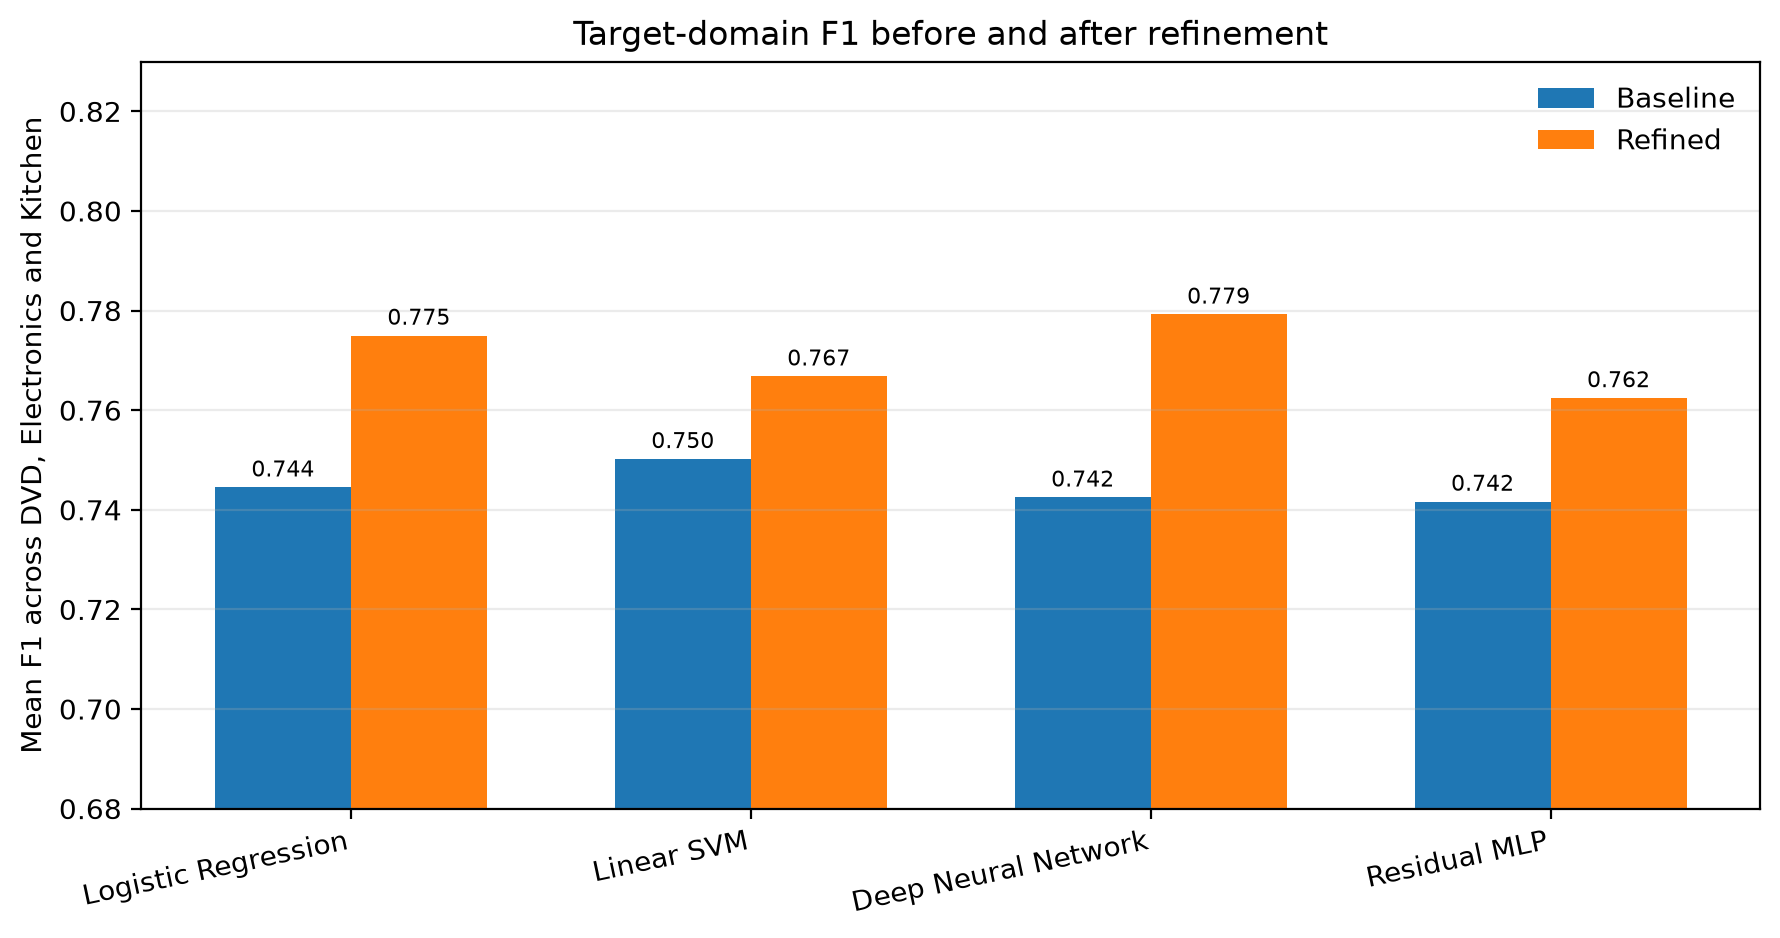 Target-domain F1 before and after refinement
Mean F1 across DVD, Electronics and Kitchen
0.82
0.80
0.78
0.76
0.74
0.72
0.70
0.68
Baseline
Refined
0.744
0.775
0.750
0.767
0.742
0.779
0.742
0.762
Logistic Regression
Linear SVM
Deep Neural Network
Residual MLP